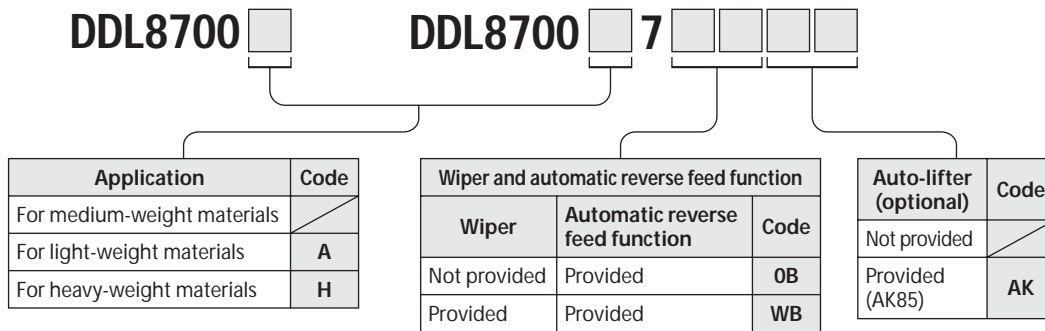 DDL8700 DDL8700 7
Application Code
For medium-weight materials
For light-weight materials A
For heavy-weight materials H
Wiper and automatic reverse feed function
Wiper Automatic reverse feed function Code
Not provided Provided 0B
Provided Provided WB
Auto-lifter (optional) Code
Not provided
Provided (AK85) AK